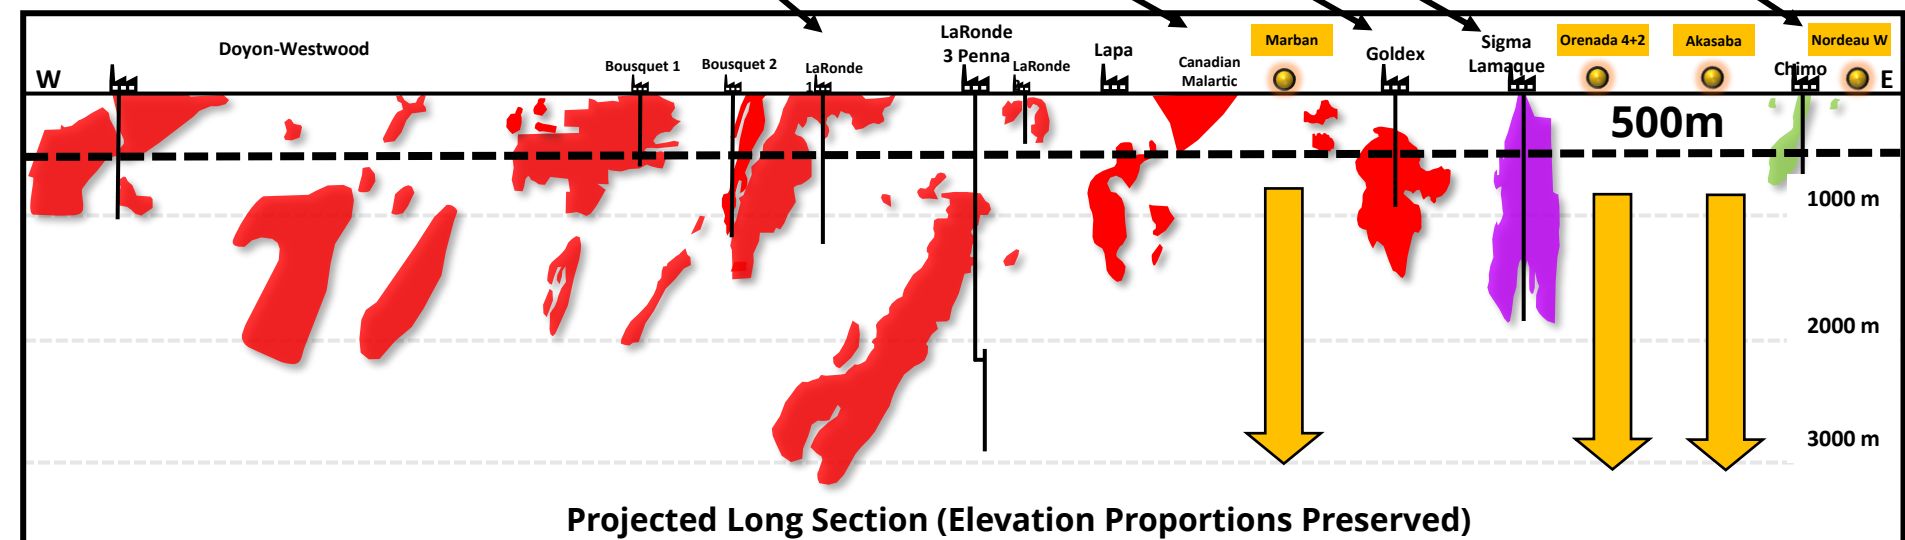 W
Doyon-Westwood
Bousquet 1
Bousquet 2
LaRonde
1
LaRonde
3 Penna
LaRonde
Lapa
Canadian
Malartic
Marban
Goldex
Sigma
Lamaque
Orenada 4+2
Akasaba
Chimo
Nordeau W
E
500m
1000 m
2000 m
3000 m
Projected Long Section (Elevation Proportions Preserved)